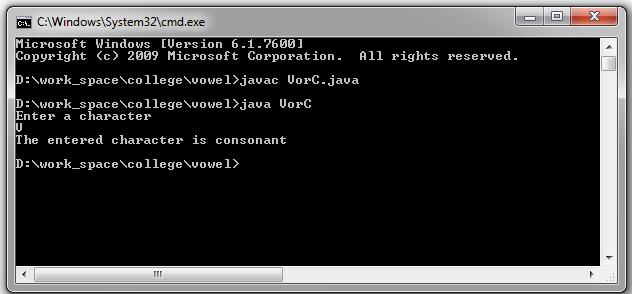 C:\Windows\System32\cmd.exe
Microsoft Windows [Version 6.1.7600]
Copyright (c) 2009 Microsoft Corporation.  All rights reserved.
D:\work_space\college\vowel>javac VorC.java
D:\work_space\college\vowel>java VorC
Enter a character
V
The entered character is consonant
D:\work_space\college\vowel>